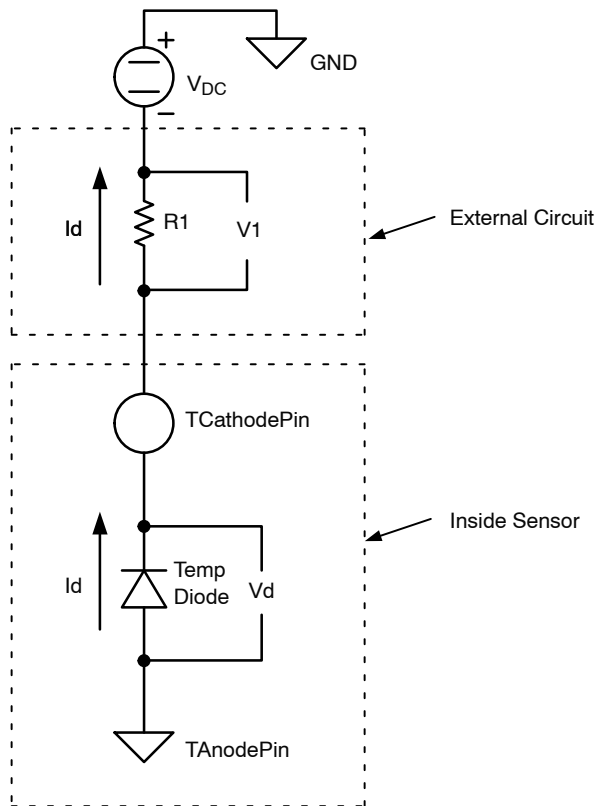 +
GND
VDC
−
Id
R1
V1
External Circuit
TCathodePin
Inside Sensor
Id
Temp
Diode
Vd
TAnodePin